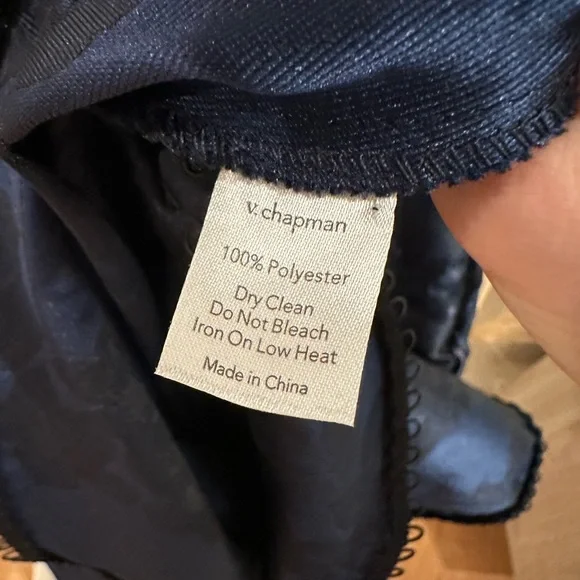 v. chapman
100% Polyester
Dry Clean
Do Not Bleach
Iron On Low Heat
Made in China